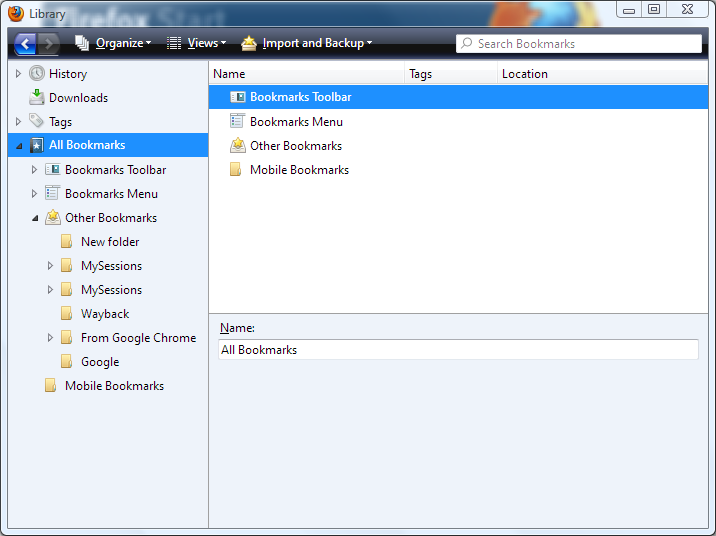 Firefox Start
Library
Organize Views Import and Backup Search Bookmarks
History
Downloads
Tags
All Bookmarks
Bookmarks Toolbar
Bookmarks Menu
Other Bookmarks
New folder
MySessions
MySessions
Wayback
From Google Chrome
Google
Mobile Bookmarks
Name Tags Location
Bookmarks Toolbar
Bookmarks Menu
Other Bookmarks
Mobile Bookmarks
Name:
All Bookmarks